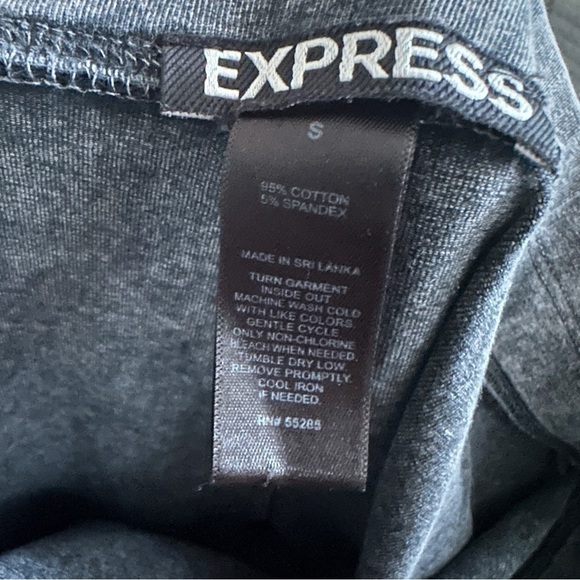 EXPRESS
S
95% COTTON
5% SPANDEX
MADE IN SRI LANKA
TURN GARMENT
INSIDE OUT
MACHINE WASH COLD
WITH LIKE COLORS.
GENTLE CYCLE
ONLY NON-CHLORINE
BLEACH WHEN NEEDED.
TUMBLE DRY LOW.
REMOVE PROMPTLY.
COOL IRON
IF NEEDED.
RN# 55285